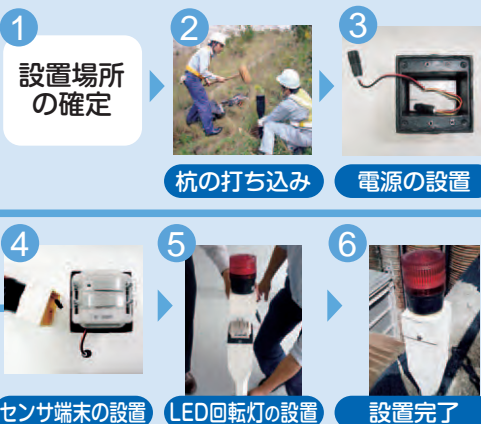 1
設置場所
の確定
2
杭の打ち込み
3
電源の設置
4
センサ端末の設置
5
LED回転灯の設置
6
設置完了